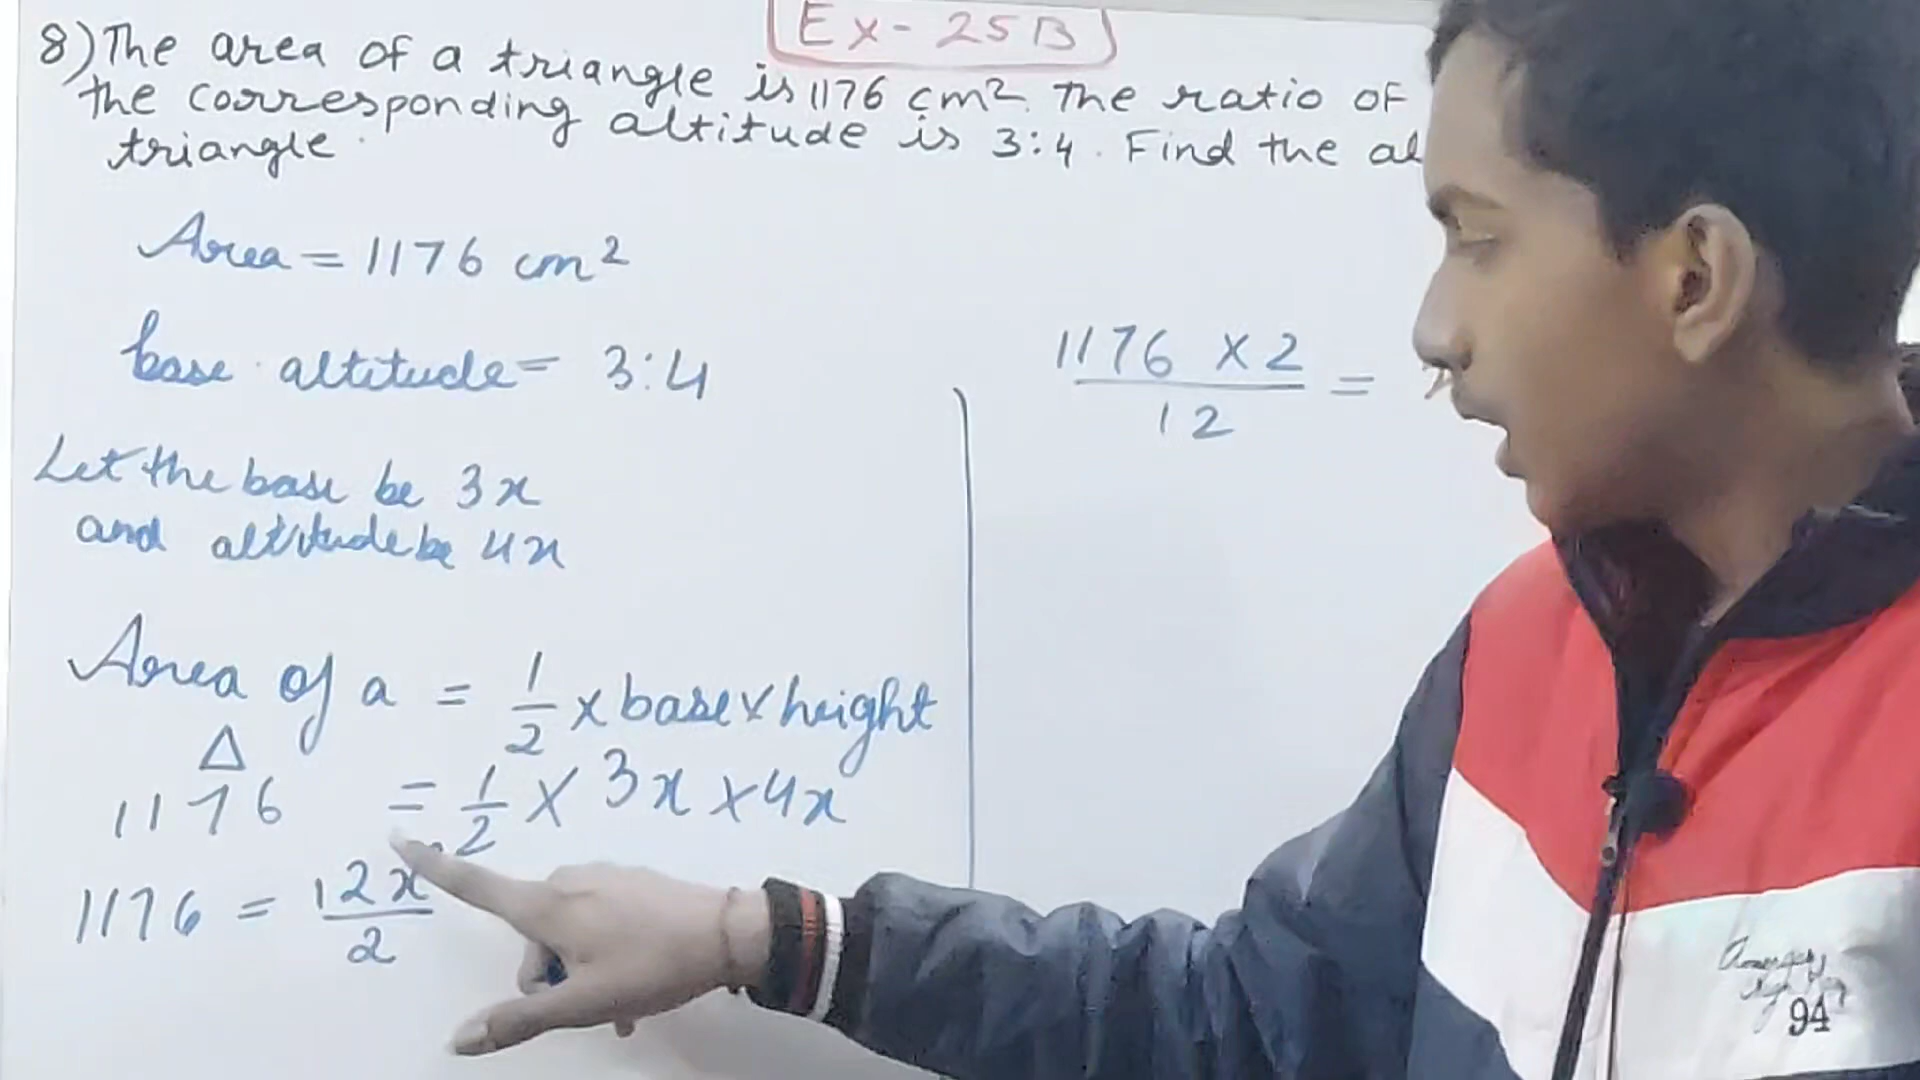 Ex- 25B
8) The area of a triangle is 1176 cm². The ratio of
the corresponding altitude is 3:4. Find the al
triangle.
Area = 1176 cm²
base altitude = 3:4
Let the base be 3x
and altitude be 4x
Area of a = 1/2 x base x height
Δ
1176 = 1/2 x 3x x 4x
1176 = 12x/2
1176 x 2/12 =
94